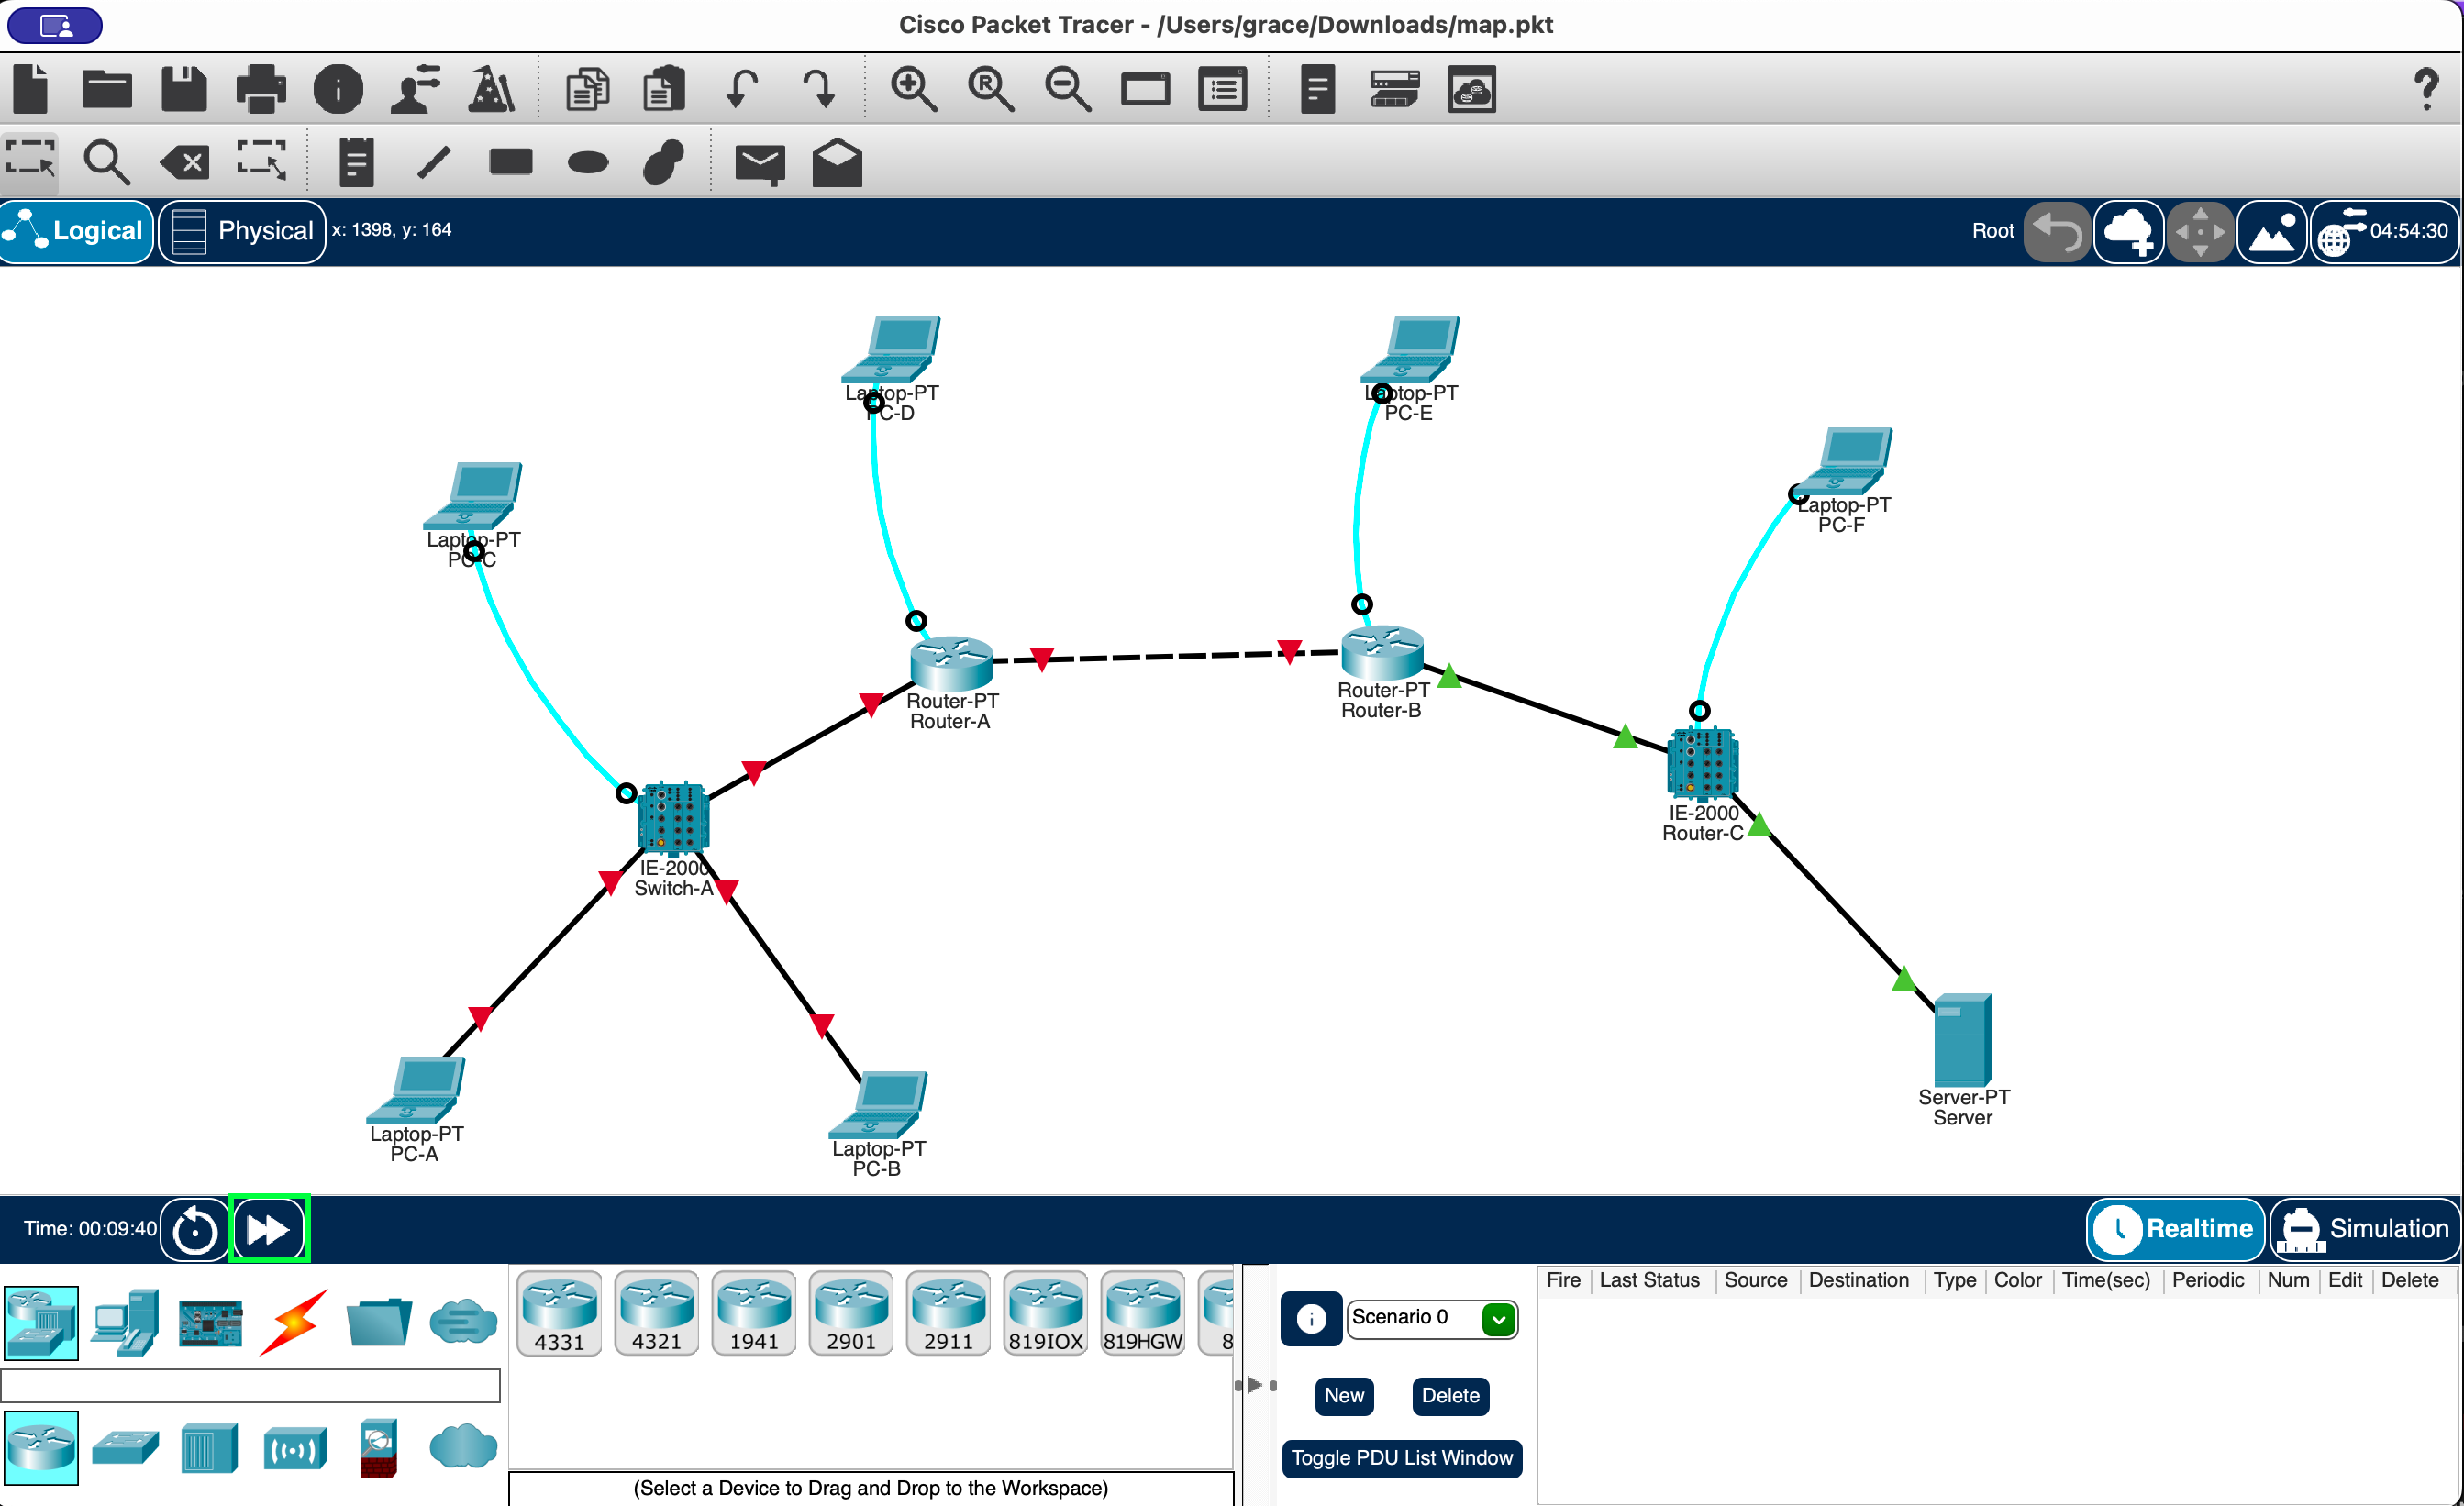 Cisco Packet Tracer - /Users/grace/Downloads/map.pkt
Logical
Physical
x: 1398, y: 164
Root
04:54:30
Laptop-PT
PC-D
Laptop-PT
PC-E
Laptop-PT
PC-F
Laptop-PT
PC-C
Router-PT
Router-A
Router-PT
Router-B
IE-2000
Router-C
IE-2000
Switch-A
Laptop-PT
PC-A
Laptop-PT
PC-B
Server-PT
Server
Time: 00:09:40
Realtime
Simulation
4331
4321
1941
2901
2911
819IOX
819HGW
8
(Select a Device to Drag and Drop to the Workspace)
Scenario 0
New
Delete
Toggle PDU List Window
Fire Last Status Source Destination Type Color Time(sec) Periodic Num Edit Delete